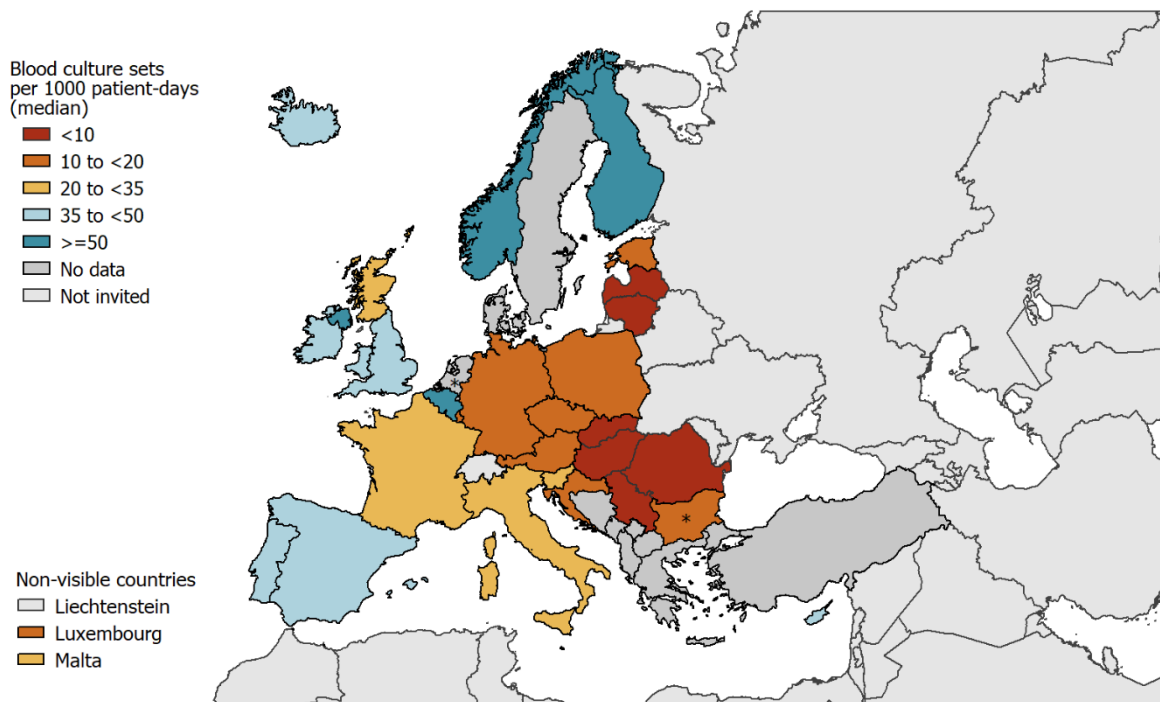 Blood culture sets
per 1000 patient-days
(median)
<10
10 to <20
20 to <35
35 to <50
>=50
No data
Not invited
*
*
Non-visible countries
Liechtenstein
Luxembourg
Malta